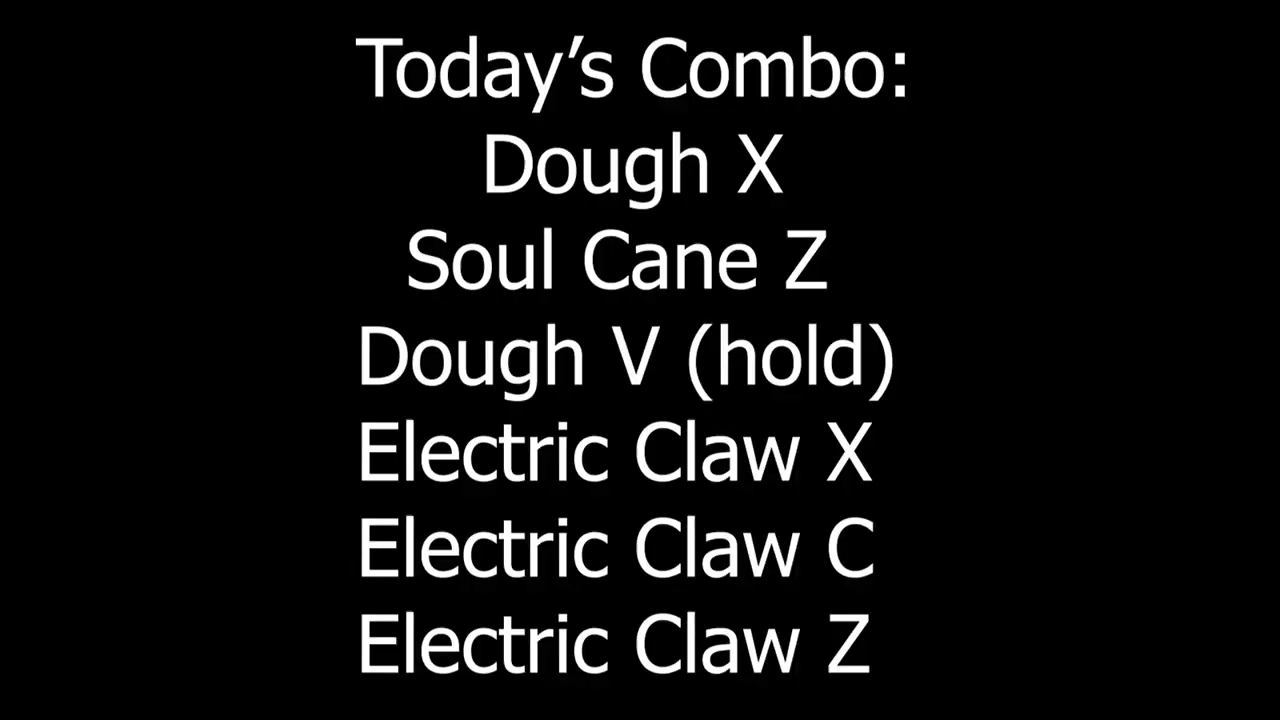 Today’s Combo:
Dough X
Soul Cane Z
Dough V (hold)
Electric Claw X
Electric Claw C
Electric Claw Z